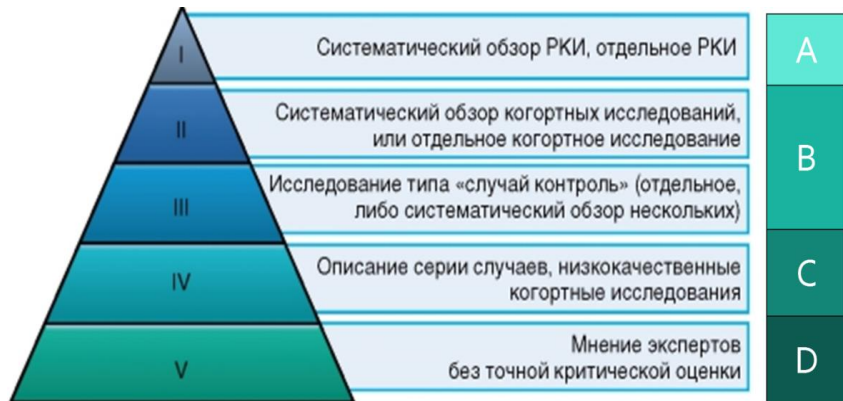 I
Систематический обзор РКИ, отдельное РКИ
A
II
Систематический обзор когортных исследований,
или отдельное когортное исследование
B
III
Исследование типа «случай контроль» (отдельное,
либо систематический обзор нескольких)
IV
Описание серии случаев, низкокачественные
когортные исследования
C
V
Мнение экспертов
без точной критической оценки
D